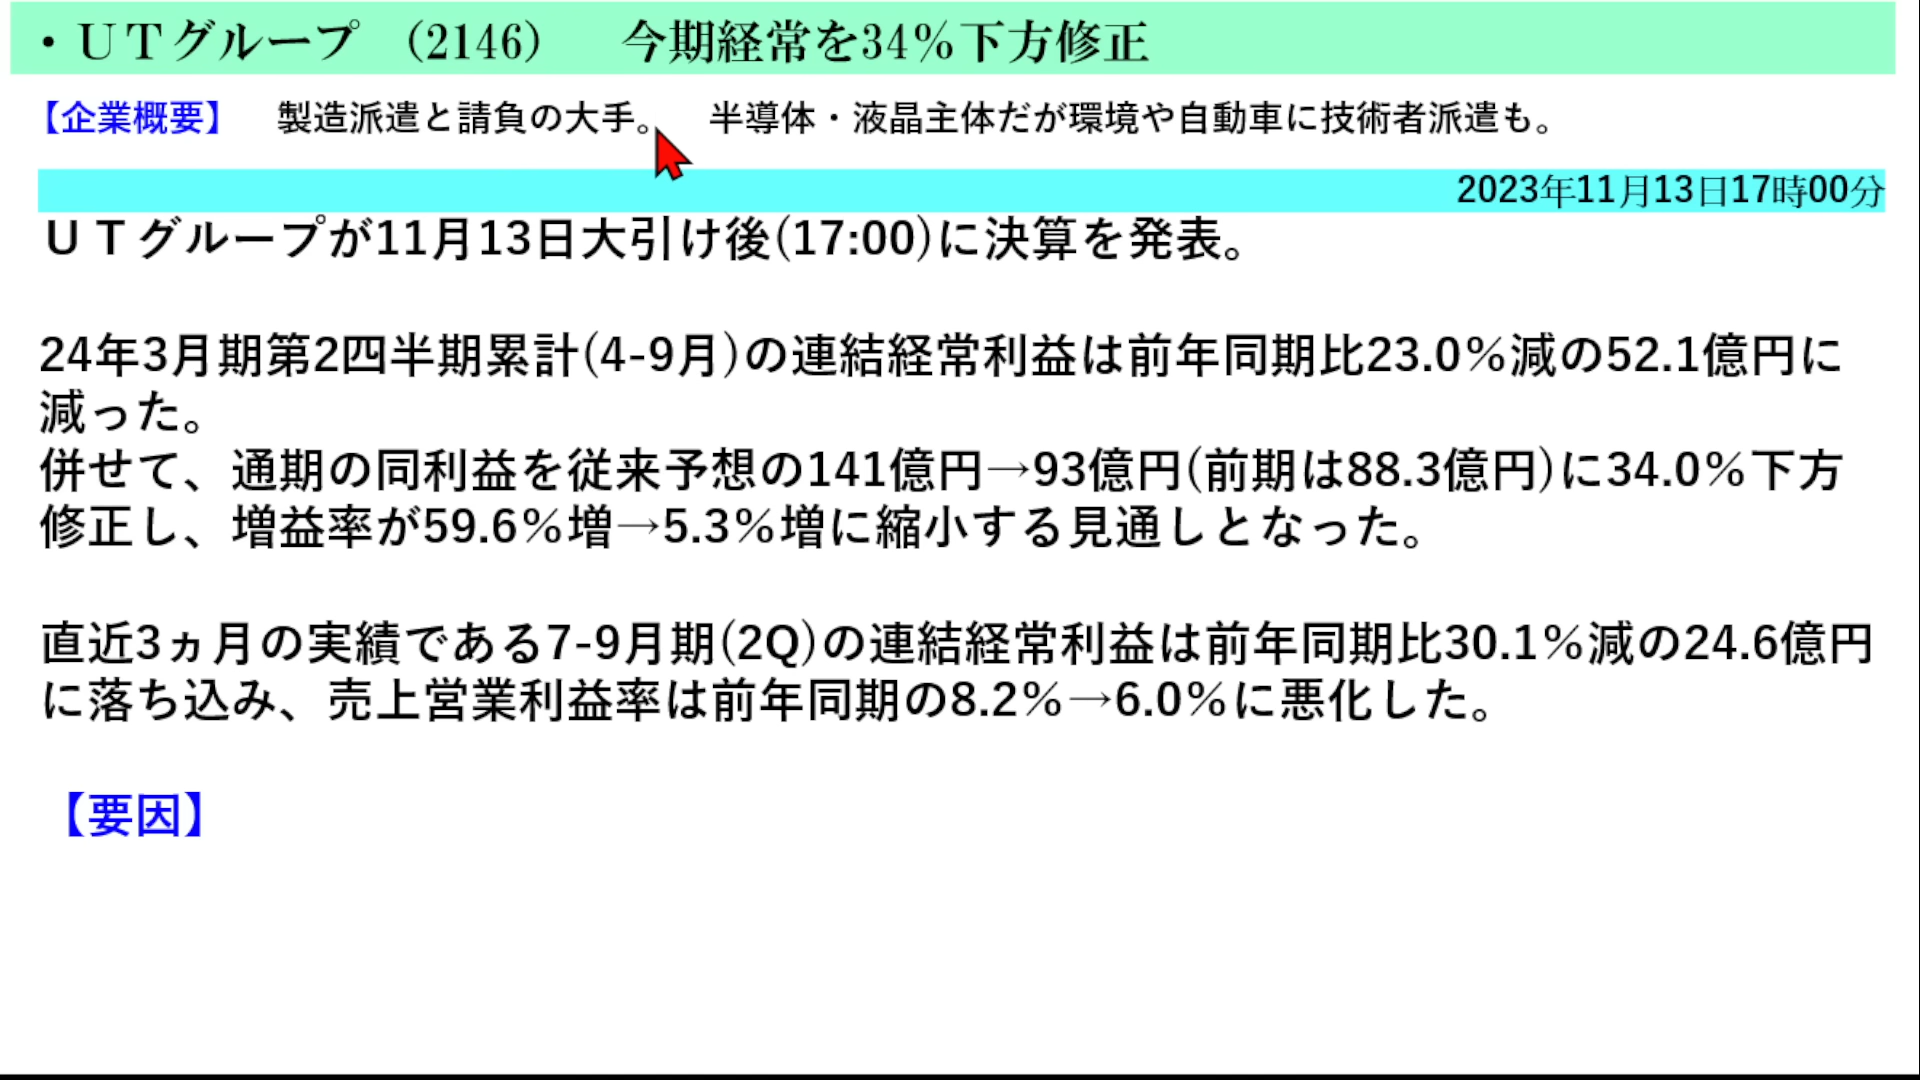 ・ＵＴグループ （2146） 今期経常を34％下方修正
【企業概要】 製造派遣と請負の大手。 半導体・液晶主体だが環境や自動車に技術者派遣も。
2023年11月13日17時00分
ＵＴグループが11月13日大引け後(17:00)に決算を発表。
24年3月期第2四半期累計(4-9月)の連結経常利益は前年同期比23.0％減の52.1億円に
減った。
併せて、通期の同利益を従来予想の141億円→93億円(前期は88.3億円)に34.0％下方
修正し、増益率が59.6％増→5.3％増に縮小する見通しとなった。
直近3ヵ月の実績である7-9月期(2Q)の連結経常利益は前年同期比30.1％減の24.6億円
に落ち込み、売上営業利益率は前年同期の8.2％→6.0％に悪化した。
【要因】